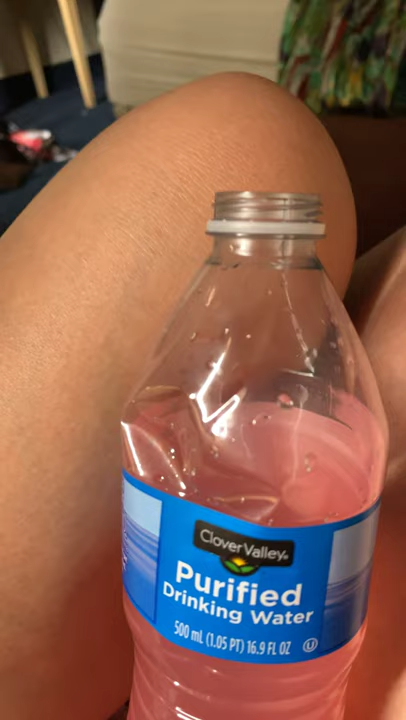 Clover Valley®
Purified
Drinking Water
500 mL (1.05 PT) 16.9 FL OZ U